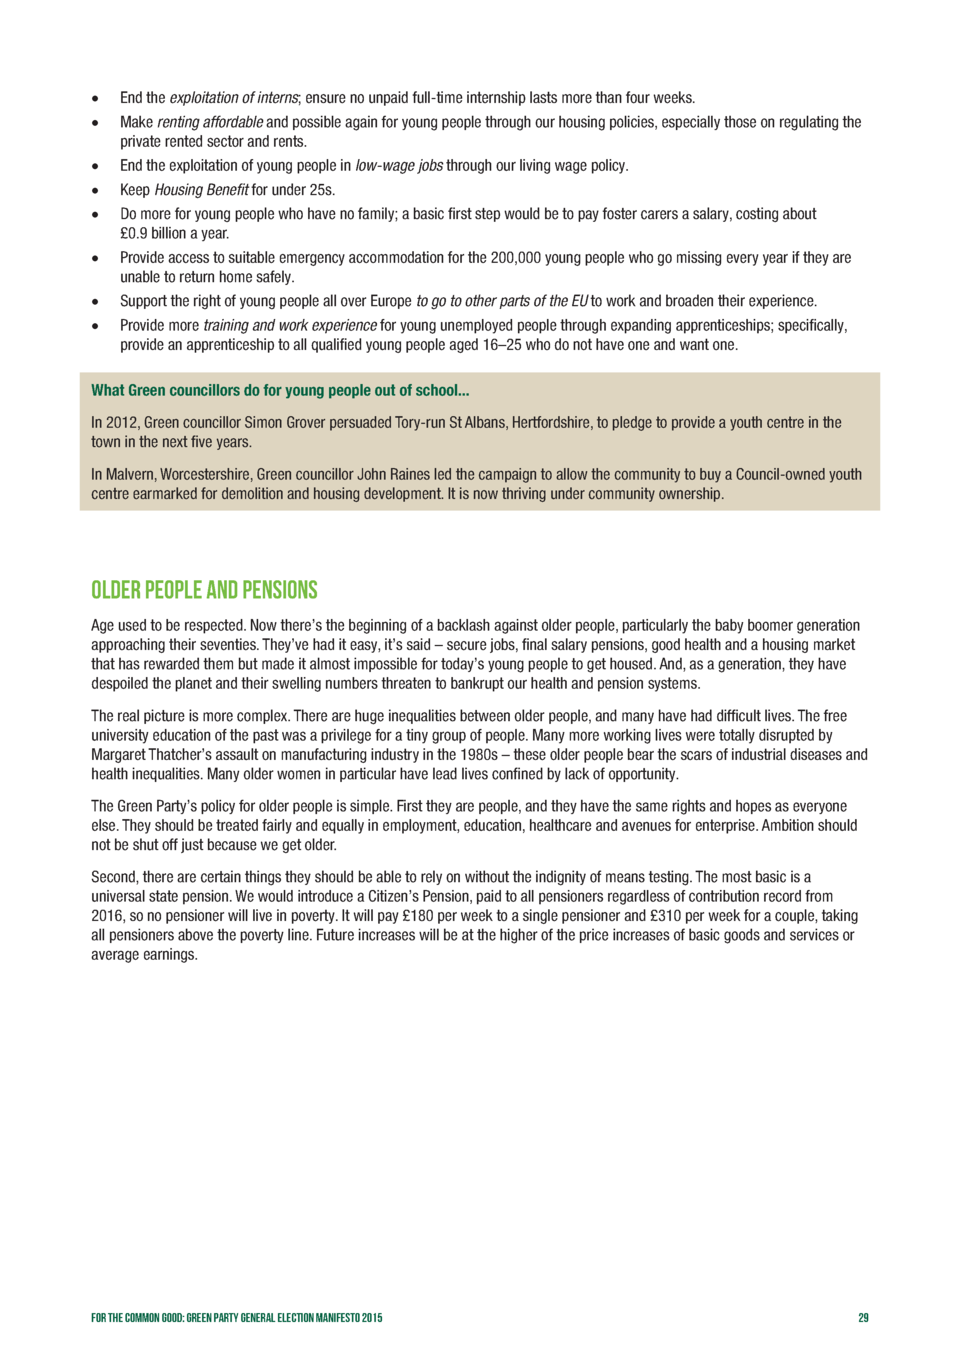 • End the exploitation of interns; ensure no unpaid full-time internship lasts more than four weeks.
• Make renting affordable and possible again for young people through our housing policies, especially those on regulating the
private rented sector and rents.
• End the exploitation of young people in low-wage jobs through our living wage policy.
• Keep Housing Benefit for under 25s.
• Do more for young people who have no family; a basic first step would be to pay foster carers a salary, costing about
£0.9 billion a year.
• Provide access to suitable emergency accommodation for the 200,000 young people who go missing every year if they are
unable to return home safely.
• Support the right of young people all over Europe to go to other parts of the EU to work and broaden their experience.
• Provide more training and work experience for young unemployed people through expanding apprenticeships; specifically,
provide an apprenticeship to all qualified young people aged 16–25 who do not have one and want one.
What Green councillors do for young people out of school...
In 2012, Green councillor Simon Grover persuaded Tory-run St Albans, Hertfordshire, to pledge to provide a youth centre in the
town in the next five years.
In Malvern, Worcestershire, Green councillor John Raines led the campaign to allow the community to buy a Council-owned youth
centre earmarked for demolition and housing development. It is now thriving under community ownership.
OLDER PEOPLE AND PENSIONS
Age used to be respected. Now there's the beginning of a backlash against older people, particularly the baby boomer generation
approaching their seventies. They've had it easy, it's said – secure jobs, final salary pensions, good health and a housing market
that has rewarded them but made it almost impossible for today's young people to get housed. And, as a generation, they have
despoiled the planet and their swelling numbers threaten to bankrupt our health and pension systems.
The real picture is more complex. There are huge inequalities between older people, and many have had difficult lives. The free
university education of the past was a privilege for a tiny group of people. Many more working lives were totally disrupted by
Margaret Thatcher's assault on manufacturing industry in the 1980s – these older people bear the scars of industrial diseases and
health inequalities. Many older women in particular have lead lives confined by lack of opportunity.
The Green Party's policy for older people is simple. First they are people, and they have the same rights and hopes as everyone
else. They should be treated fairly and equally in employment, education, healthcare and avenues for enterprise. Ambition should
not be shut off just because we get older.
Second, there are certain things they should be able to rely on without the indignity of means testing. The most basic is a
universal state pension. We would introduce a Citizen's Pension, paid to all pensioners regardless of contribution record from
2016, so no pensioner will live in poverty. It will pay £180 per week to a single pensioner and £310 per week for a couple, taking
all pensioners above the poverty line. Future increases will be at the higher of the price increases of basic goods and services or
average earnings.
FOR THE COMMON GOOD: GREEN PARTY GENERAL ELECTION MANIFESTO 2015 29